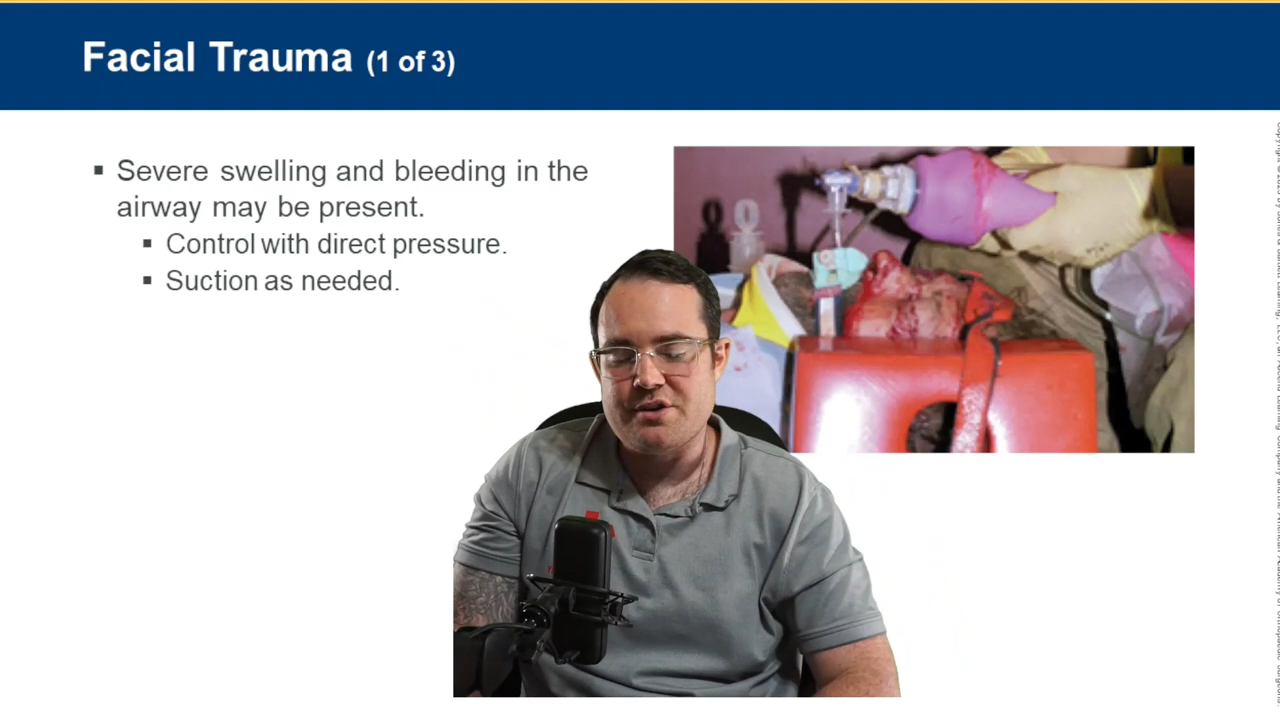 Facial Trauma (1 of 3)
▪ Severe swelling and bleeding in the
airway may be present.
▪ Control with direct pressure.
▪ Suction as needed.